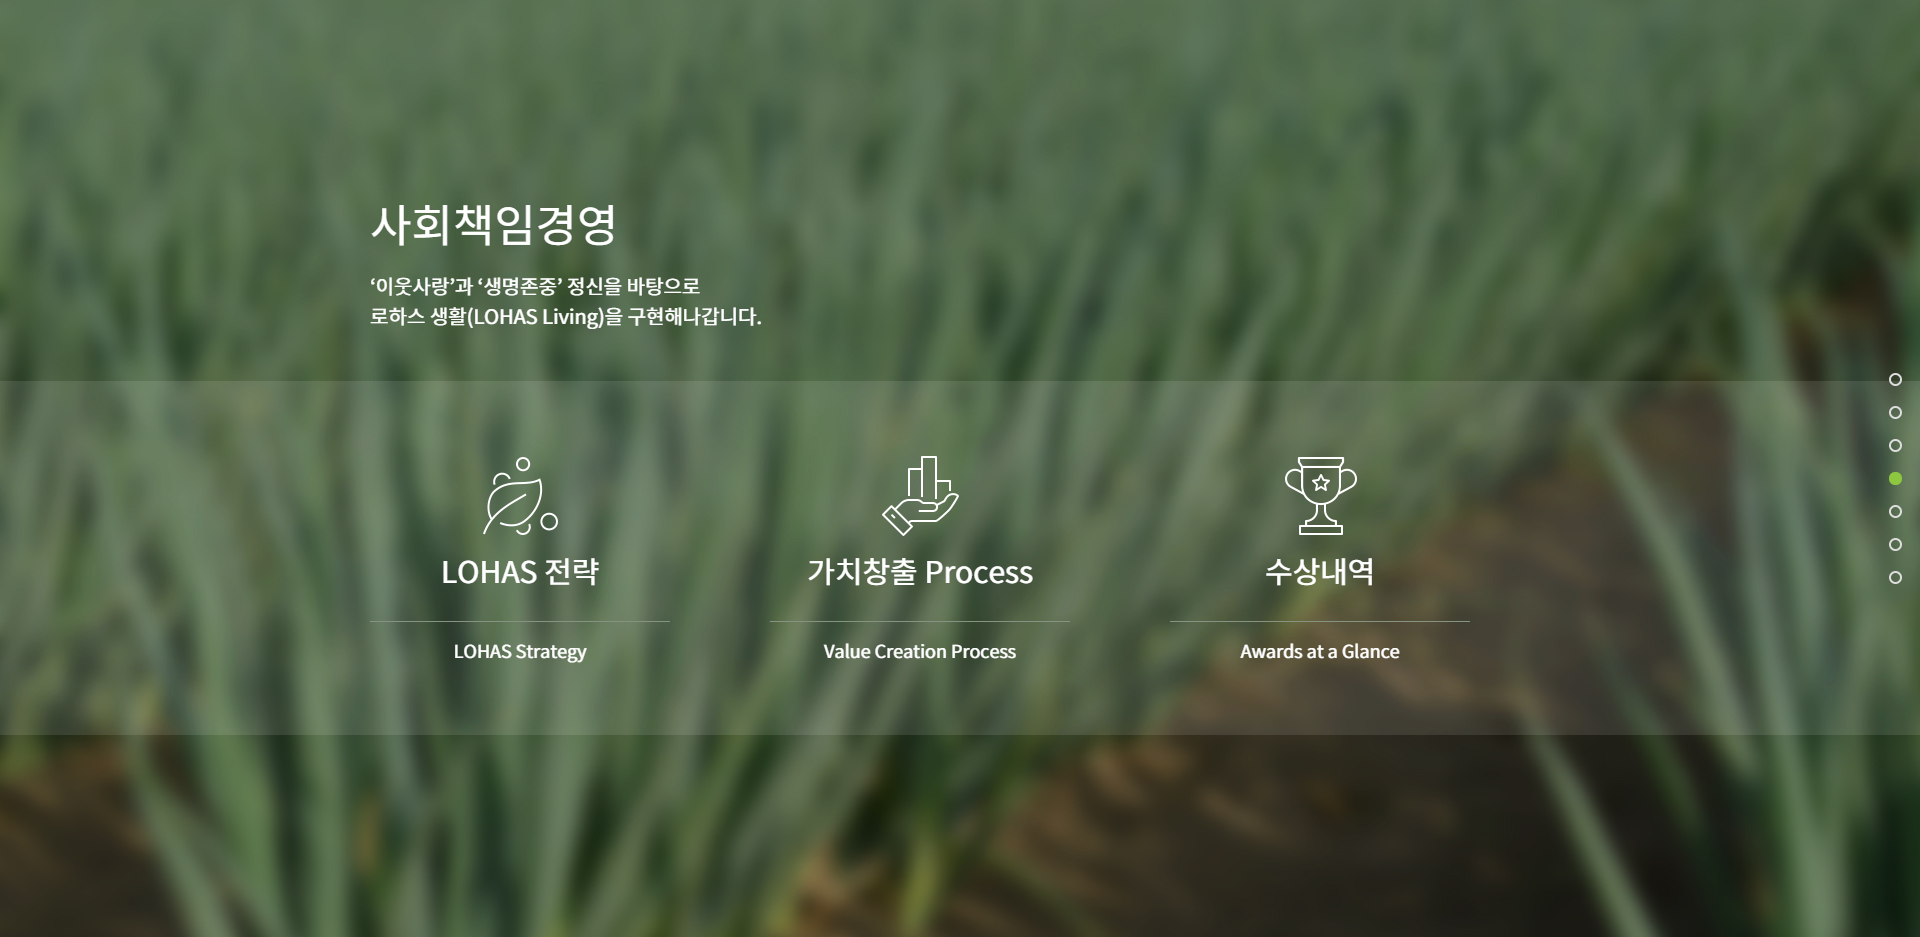 사회책임경영
‘이웃사랑’과 ‘생명존중’ 정신을 바탕으로
로하스 생활(LOHAS Living)을 구현해나갑니다.
LOHAS 전략
LOHAS Strategy
가치창출 Process
Value Creation Process
수상내역
Awards at a Glance